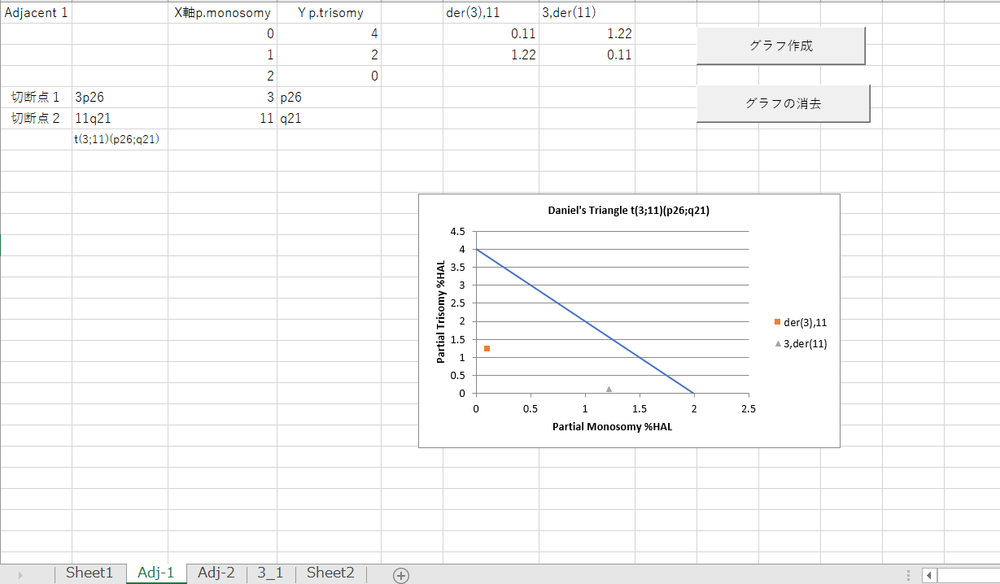 Adjacent 1 X軸p.monosomy Y p.trisomy der(3),11 3,der(11)
0 4 0.11 1.22
1 2 1.22 0.11
2 0
切断点１ 3p26 3 p26
切断点２ 11q21 11 q21
t(3;11)(p26;q21)
グラフ作成
グラフの消去
Daniel's Triangle t(3;11)(p26;q21)
Partial Trisomy %HAL
4.5
4
3.5
3
2.5
2
1.5
1
0.5
0
0 0.5 1 1.5 2 2.5
Partial Monosomy %HAL
der(3),11
3,der(11)
Sheet1 Adj-1 Adj-2 3_1 Sheet2